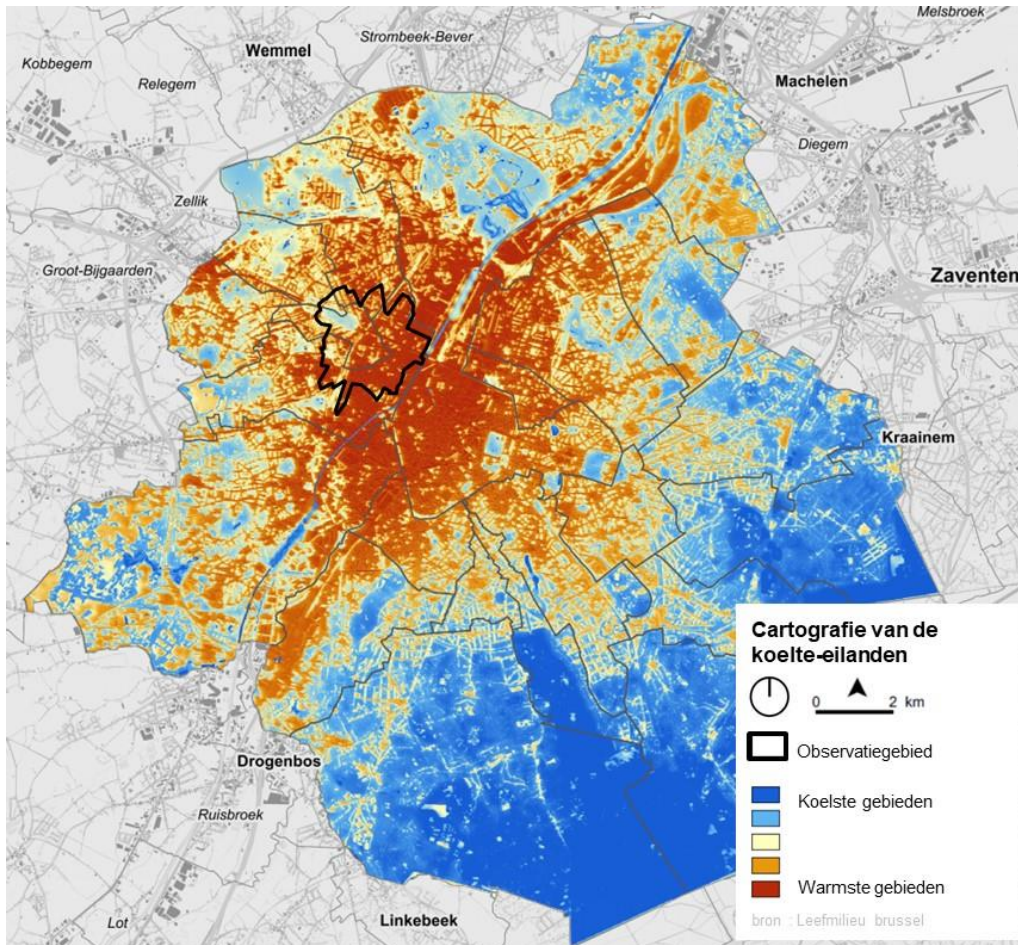 Melsbroek
Strombeek-Bever
Wemmel
Kobbegem
Machelen
Relegem
Diegem
Zellik
Groot-Bijgaarden
Zaventen
Kraainem
Cartografie van de
koelte-eilanden
0 2 km
Observatiegebied
Drogenbos
Koelste gebieden
Ruisbroek
Warmste gebieden
Lot
Linkebeek
bron : Leefmilieu brussel